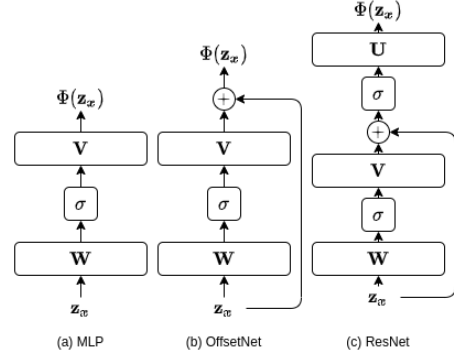 Φ(z_x)
V
σ
W
z_x
(a) MLP
Φ(z_x)
+
V
σ
W
z_x
(b) OffsetNet
Φ(z_x)
U
σ
+
V
σ
W
z_x
(c) ResNet